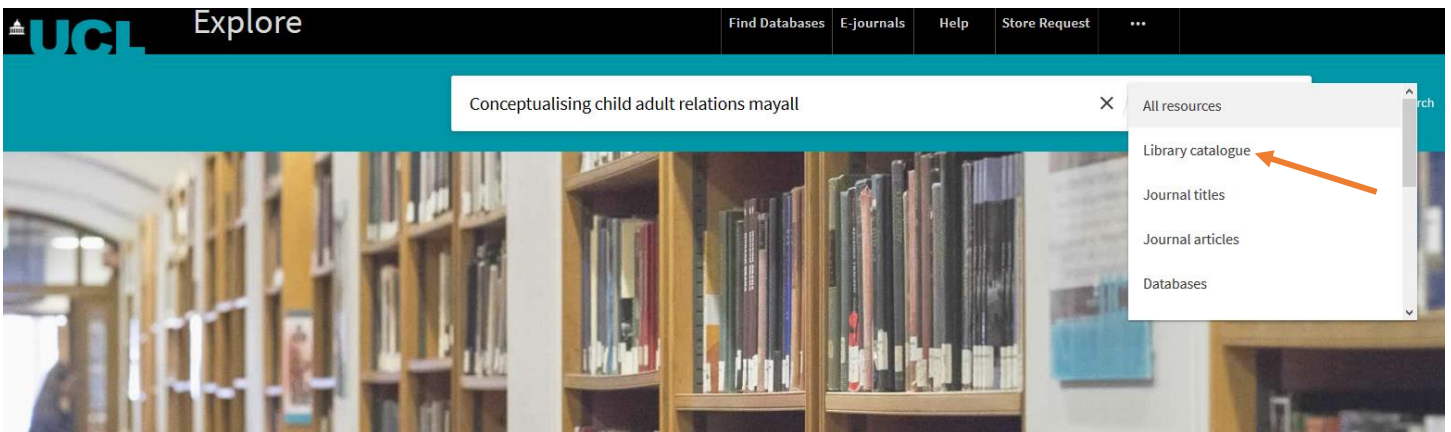 UCL Explore
Find Databases E-journals Help Store Request •••
Conceptualising child adult relations mayall
All resources
rch
Library catalogue
Journal titles
Journal articles
Databases